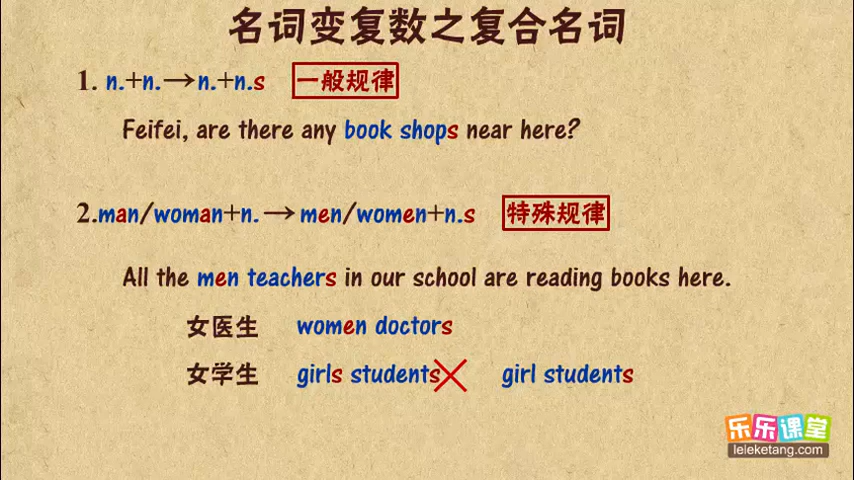 名词变复数之复合名词
1. n.+n.→n.+n.s 一般规律
Feifei, are there any book shops near here?
2.man/woman+n.→men/women+n.s 特殊规律
All the men teachers in our school are reading books here.
女医生 women doctors
女学生 girls students girl students
乐乐课堂
leleketang.com